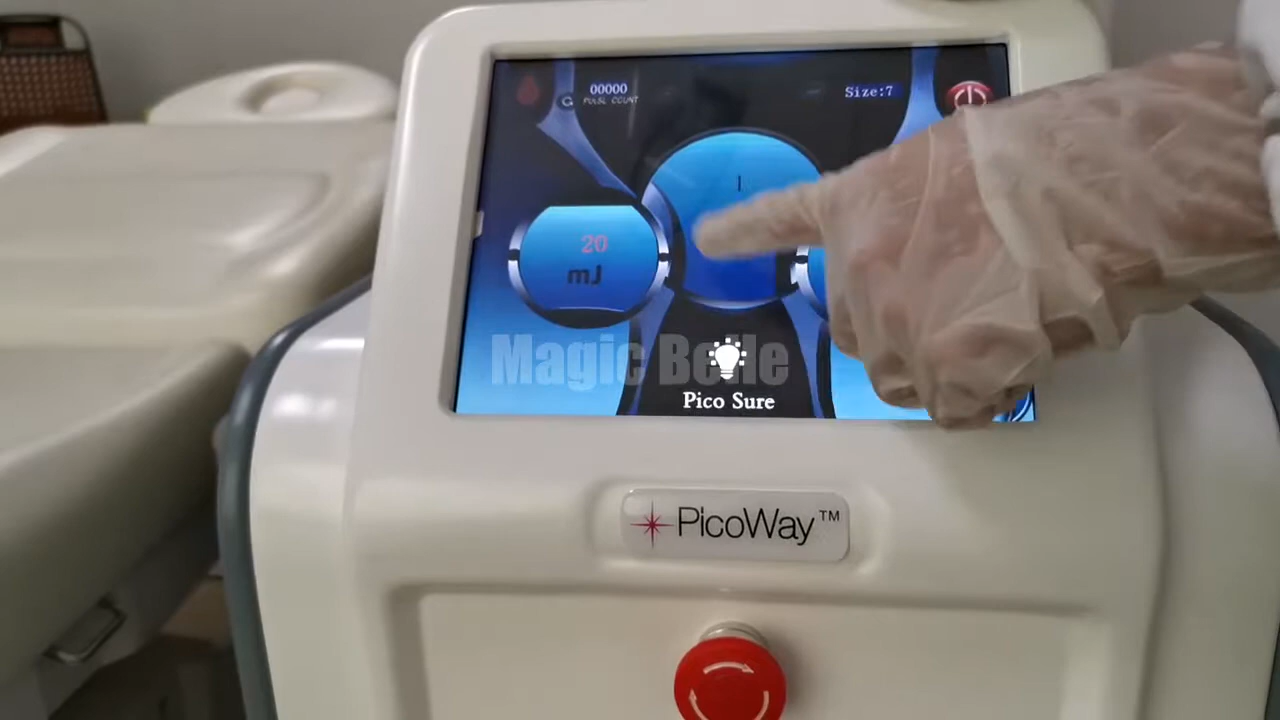 00000
PULSE COUNT
Size:7
20
mJ
Magic Belle
Pico Sure
PicoWay™